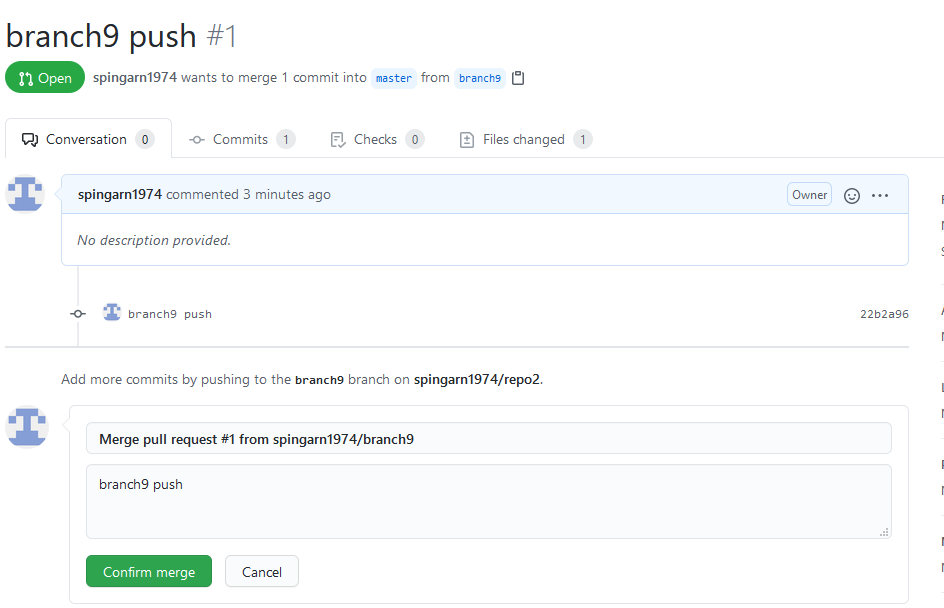 branch9 push #1
Open spingarn1974 wants to merge 1 commit into master from branch9
Conversation 0 Commits 1 Checks 0 Files changed 1
spingarn1974 commented 3 minutes ago Owner
No description provided.
branch9 push 22b2a96
Add more commits by pushing to the branch9 branch on spingarn1974/repo2.
Merge pull request #1 from spingarn1974/branch9
branch9 push
Confirm merge Cancel